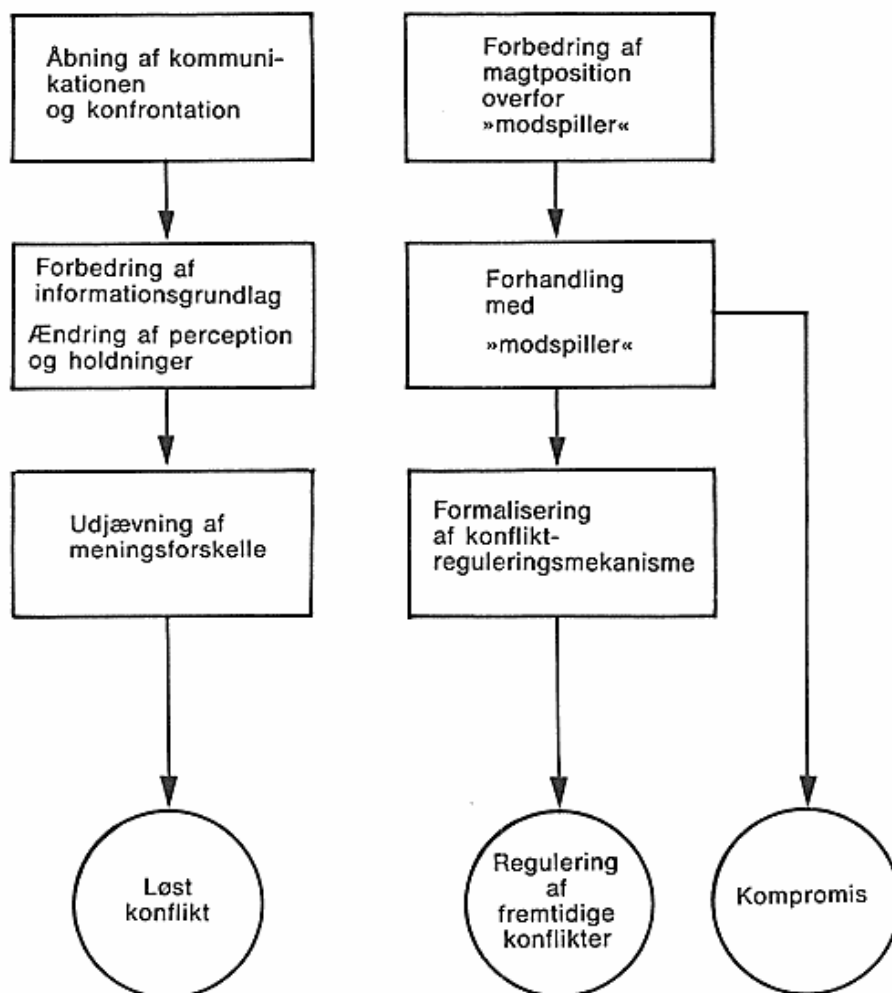 Åbning af kommuni-
kationen
og konfrontation
Forbedring af
informationsgrundlag
Ændring af perception
og holdninger
Udjævning af
meningsforskelle
Løst
konflikt
Forbedring af
magtposition
overfor
»modspiller«
Forhandling
med
»modspiller«
Formalisering
af konflikt-
reguleringsmekanisme
Regulering
af
fremtidige
konflikter
Kompromis